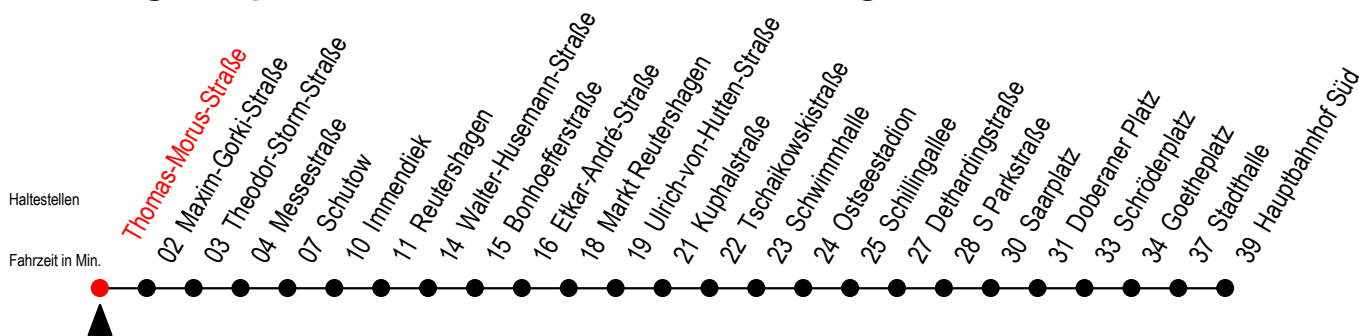 Thomas-Morus-Straße
02 Maxim-Gorki-Straße
03 Theodor-Storm-Straße
04 Messestraße
07 Schutow
10 Immendiek
11 Reutershagen
14 Walter-Husemann-Straße
15 Bonhoefferstraße
16 Etkar-André-Straße
18 Markt Reutershagen
19 Ulrich-von-Hutten-Straße
21 Kuphalstraße
22 Tschaikowskistraße
23 Schwimmhalle
24 Ostseestadion
25 Schillingallee
27 Dethardingstraße
28 S Parkstraße
30 Saarplatz
31 Doberaner Platz
33 Schröderplatz
34 Goetheplatz
37 Stadthalle
39 Hauptbahnhof Süd
Haltestellen
Fahrzeit in Min.